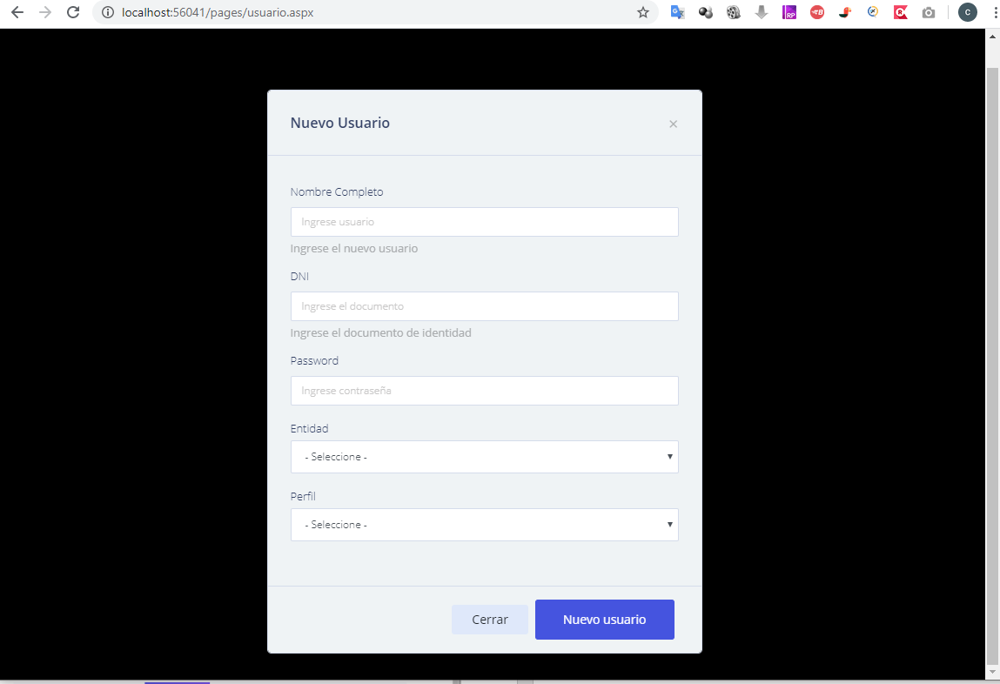 localhost:56041/pages/usuario.aspx
RP
B
C
Nuevo Usuario
×
Nombre Completo
Ingrese usuario
Ingrese el nuevo usuario
DNI
Ingrese el documento
Ingrese el documento de identidad
Password
Ingrese contraseña
Entidad
- Seleccione -
Perfil
- Seleccione -
Cerrar
Nuevo usuario